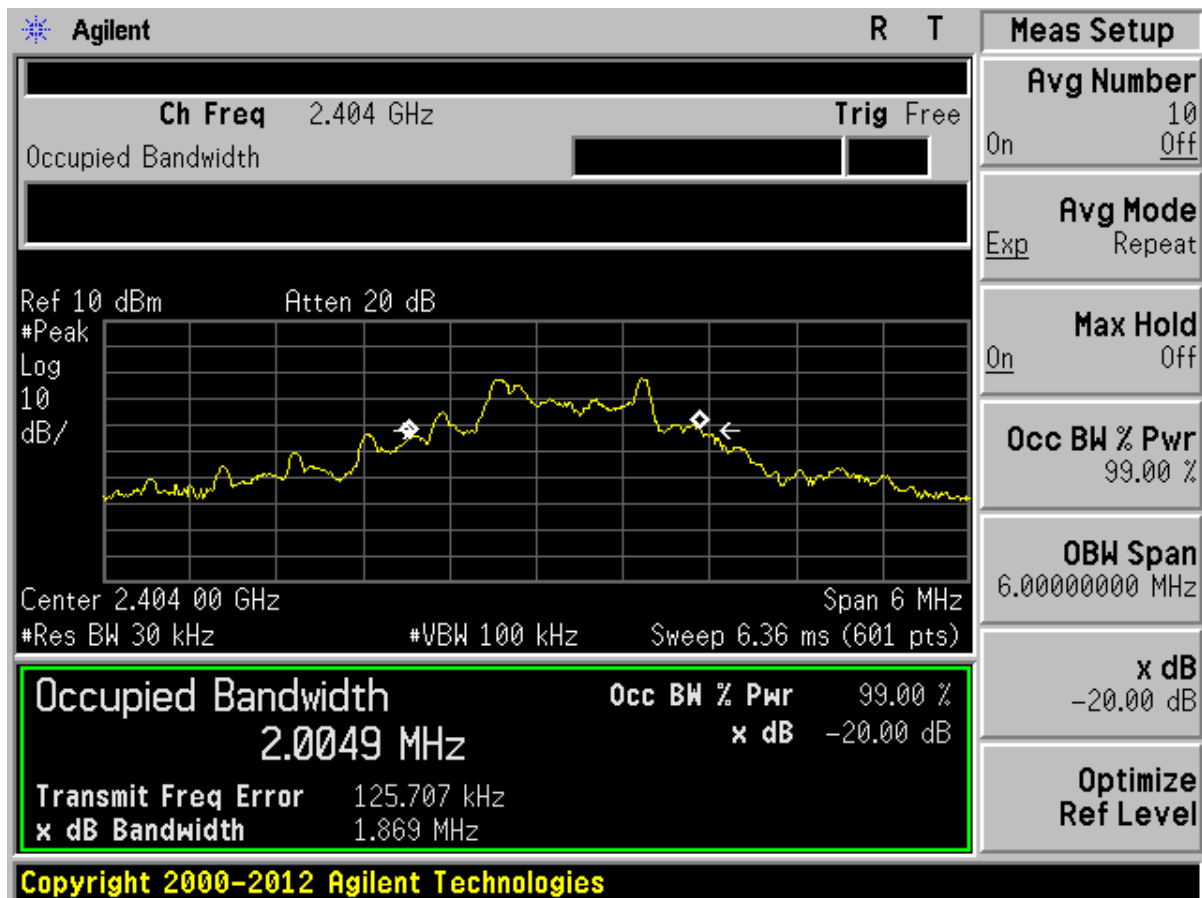 Agilent R T
Ch Freq 2.404 GHz Trig Free
Occupied Bandwidth
Ref 10 dBm Atten 20 dB
#Peak
Log
10
dB/
Center 2.404 00 GHz Span 6 MHz
#Res BW 30 kHz #VBW 100 kHz Sweep 6.36 ms (601 pts)
Occupied Bandwidth Occ BW % Pwr 99.00 %
2.0049 MHz x dB -20.00 dB
Transmit Freq Error 125.707 kHz
x dB Bandwidth 1.869 MHz
Copyright 2000-2012 Agilent Technologies
Meas Setup
Avg Number
10
On Off
Avg Mode
Exp Repeat
Max Hold
On Off
Occ BW % Pwr
99.00 %
OBW Span
6.00000000 MHz
x dB
-20.00 dB
Optimize
Ref Level